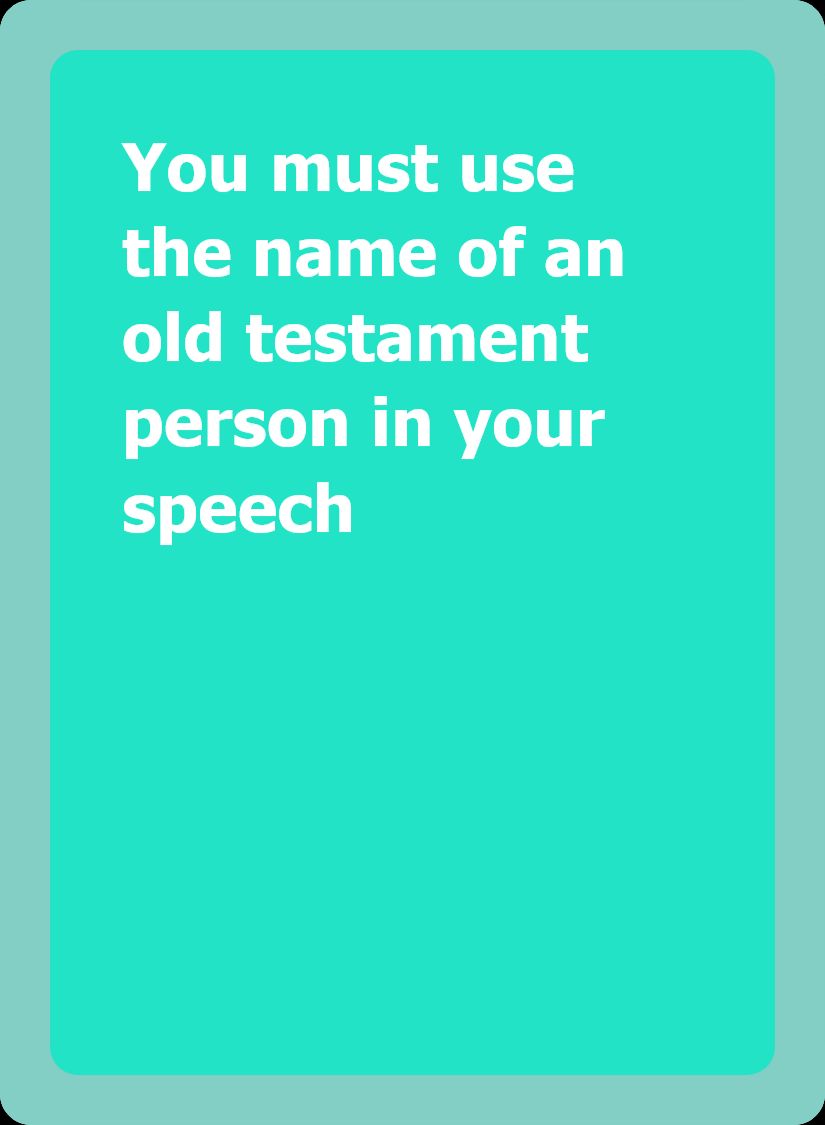 You must use
the name of an
old testament
person in your
speech